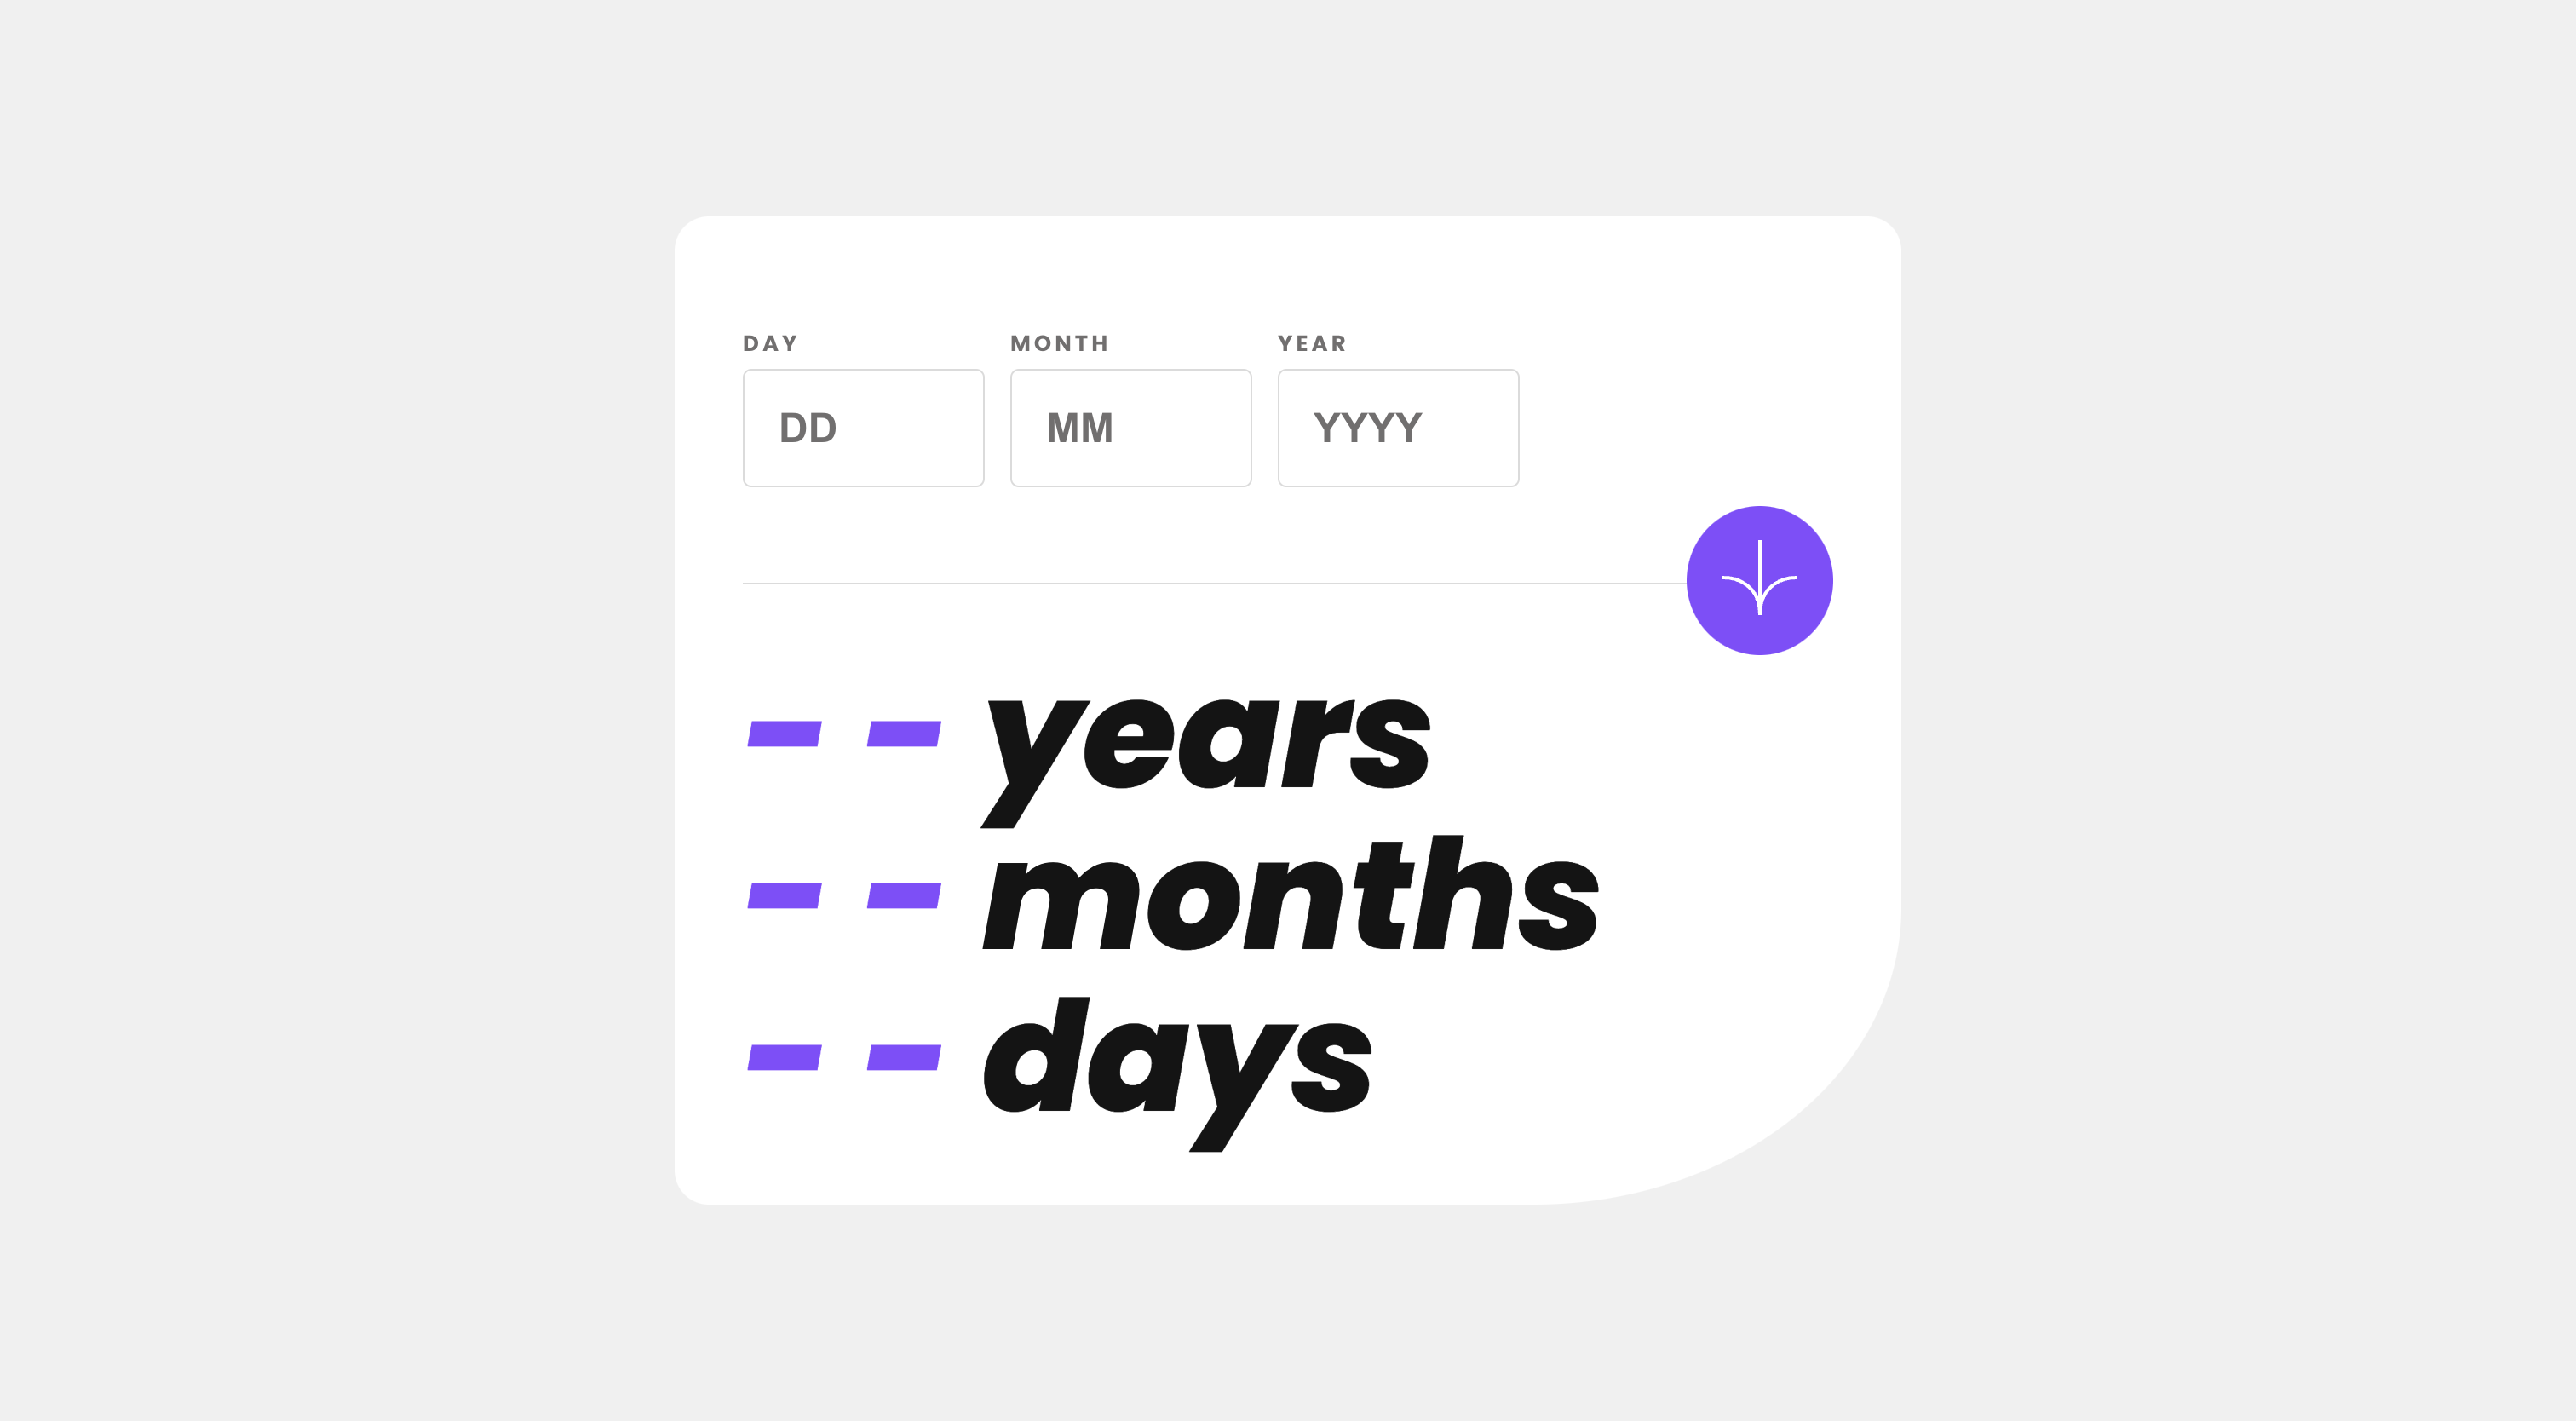 DAY MONTH YEAR
DD MM YYYY
- - years
- - months
- - days